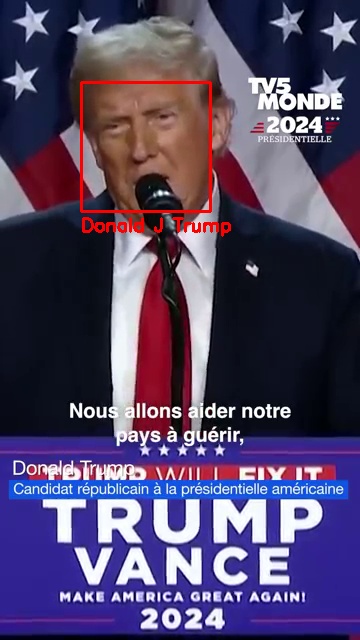 TV5
MONDE
2024
PRÉSIDENTIELLE
Donald J Trump
Nous allons aider notre
pays à guérir,
Donald Trump
TRUMP WILL FIX IT
Candidat républicain à la présidentielle américaine
TRUMP
VANCE
MAKE AMERICA GREAT AGAIN!
2024